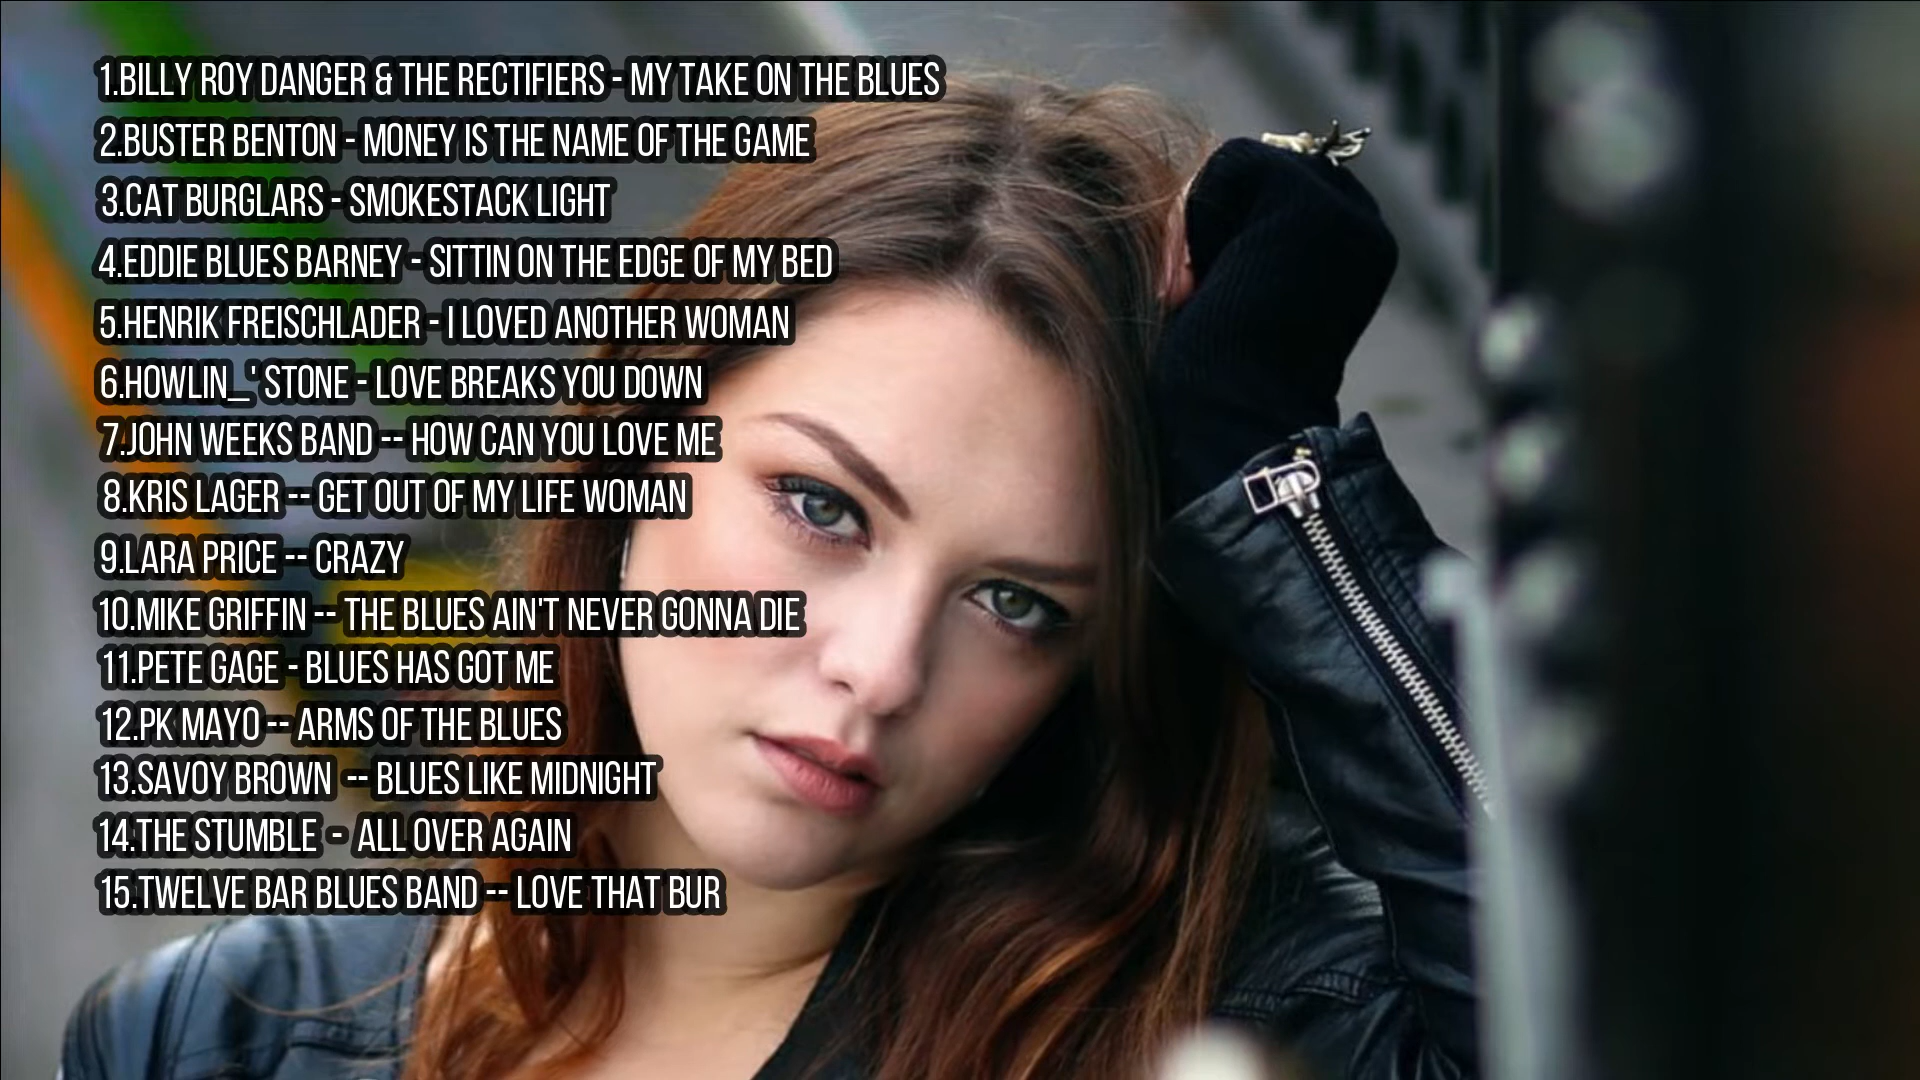 1.BILLY ROY DANGER & THE RECTIFIERS - MY TAKE ON THE BLUES
2.BUSTER BENTON - MONEY IS THE NAME OF THE GAME
3.CAT BURGLARS - SMOKESTACK LIGHT
4.EDDIE BLUES BARNEY - SITTIN ON THE EDGE OF MY BED
5.HENRIK FREISCHLADER - I LOVED ANOTHER WOMAN
6.HOWLIN_' STONE - LOVE BREAKS YOU DOWN
7.JOHN WEEKS BAND -- HOW CAN YOU LOVE ME
8.KRIS LAGER -- GET OUT OF MY LIFE WOMAN
9.LARA PRICE -- CRAZY
10.MIKE GRIFFIN -- THE BLUES AIN'T NEVER GONNA DIE
11.PETE GAGE - BLUES HAS GOT ME
12.PK MAYO -- ARMS OF THE BLUES
13.SAVOY BROWN -- BLUES LIKE MIDNIGHT
14.THE STUMBLE - ALL OVER AGAIN
15.TWELVE BAR BLUES BAND -- LOVE THAT BUR